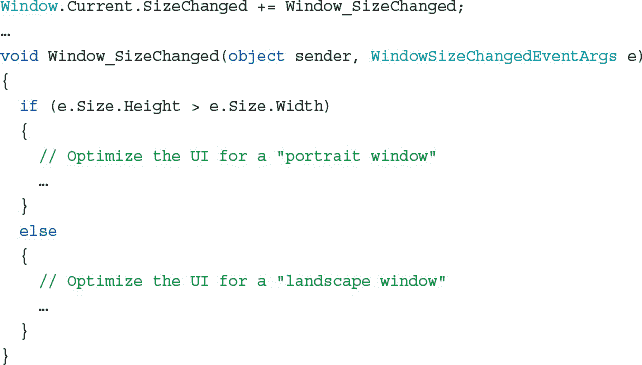 Window.Current.SizeChanged += Window_SizeChanged;
…
void Window_SizeChanged(object sender, WindowSizeChangedEventArgs e)
{
  if (e.Size.Height > e.Size.Width)
  {
    // Optimize the UI for a "portrait window"
    …
  }
  else
  {
    // Optimize the UI for a "landscape window"
    …
  }
}